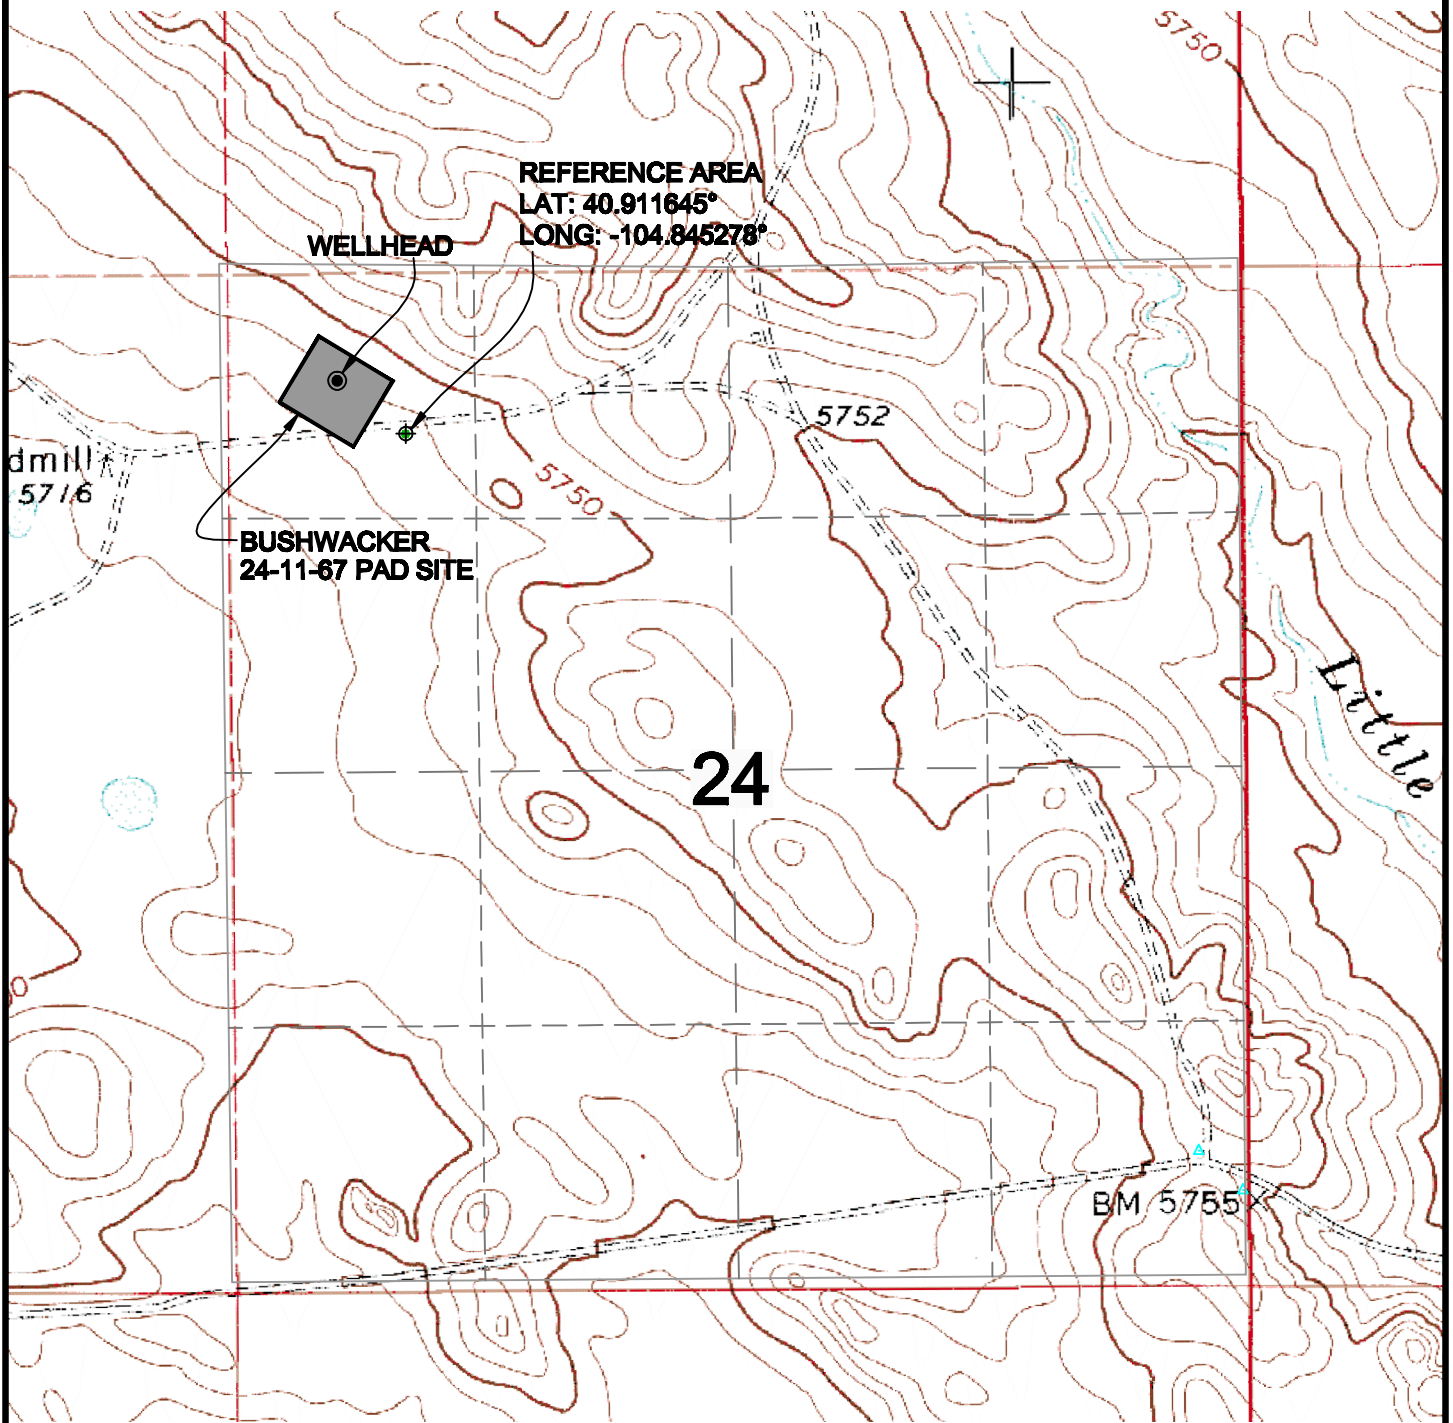 5750
REFERENCE AREA
LAT: 40.911645°
LONG: -104.845278°
WELLHEAD
5752
dmill
5716
5750
BUSHWACKER
24-11-67 PAD SITE
Little
24
0
BM 5755